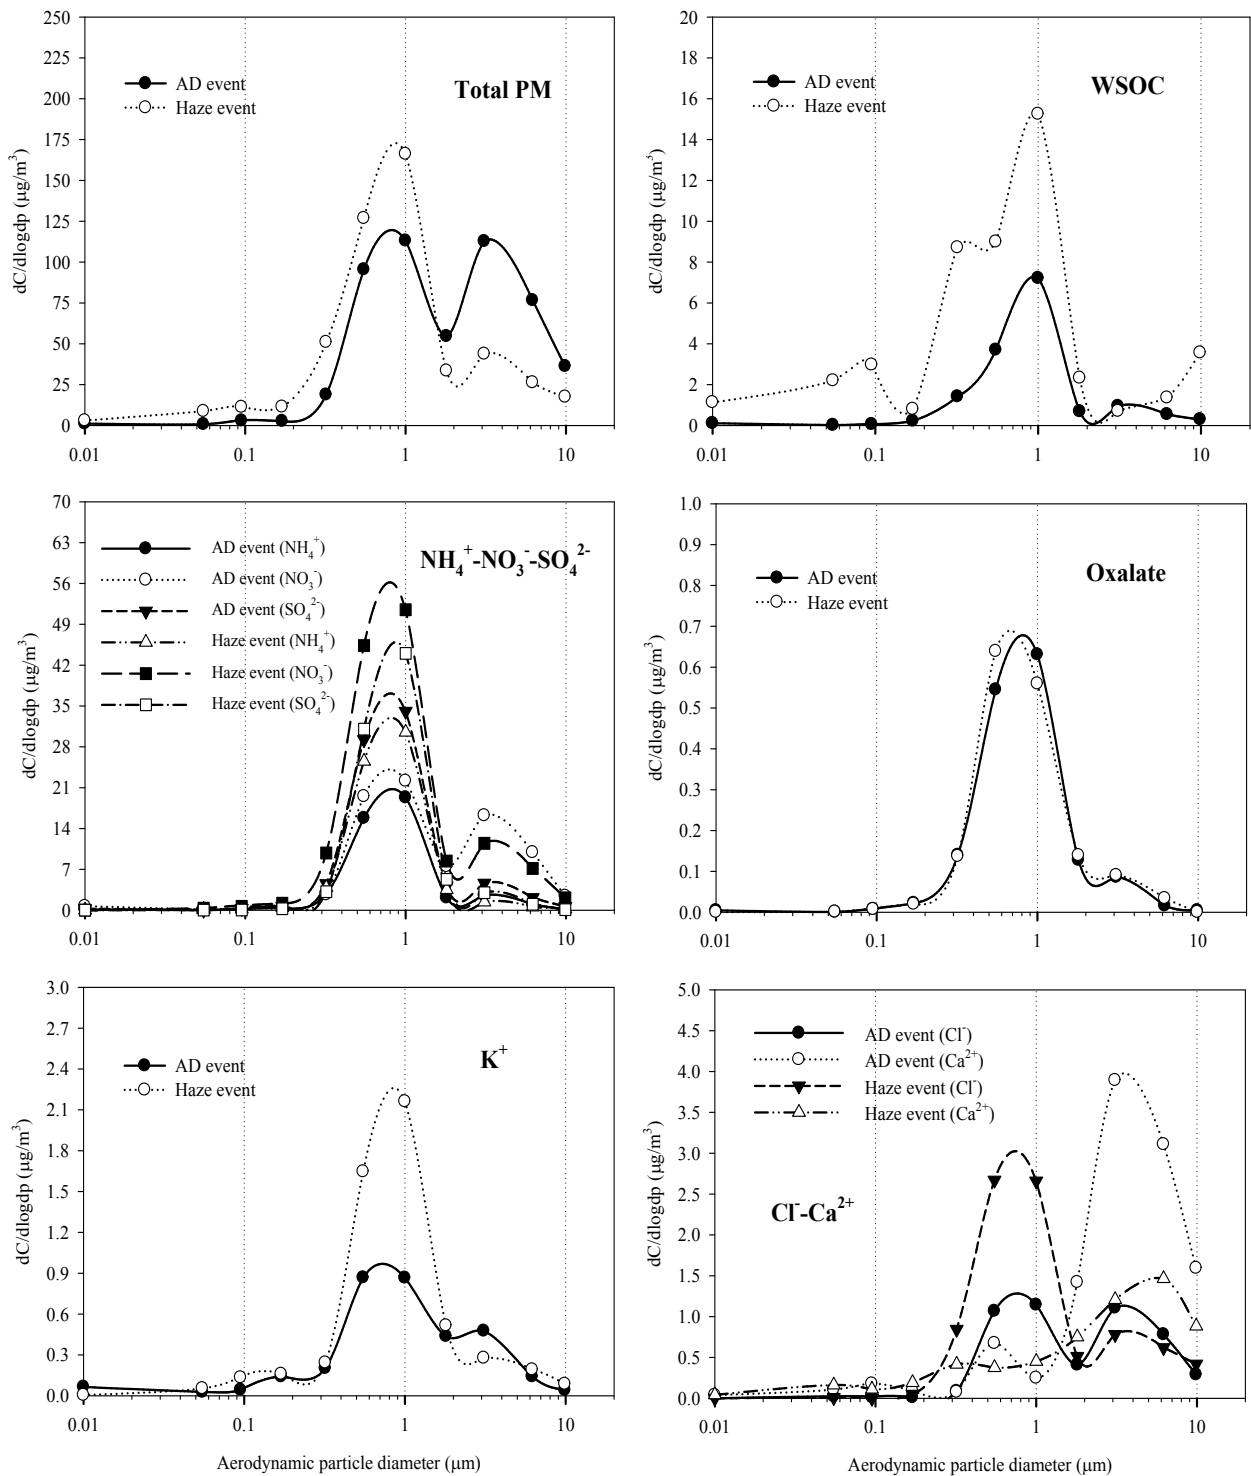 Total PM
AD event
Haze event
dC/dlogdp (μg/m³)
250
225
200
175
150
125
100
75
50
25
0
0.01 0.1 1 10
WSOC
AD event
Haze event
dC/dlogdp (μg/m³)
20
18
16
14
12
10
8
6
4
2
0
0.01 0.1 1 10
NH₄⁺-NO₃⁻-SO₄²⁻
AD event (NH₄⁺)
AD event (NO₃⁻)
AD event (SO₄²⁻)
Haze event (NH₄⁺)
Haze event (NO₃⁻)
Haze event (SO₄²⁻)
dC/dlogdp (μg/m³)
70
63
56
49
42
35
28
21
14
7
0
0.01 0.1 1 10
Oxalate
AD event
Haze event
dC/dlogdp (μg/m³)
1.0
0.9
0.8
0.7
0.6
0.5
0.4
0.3
0.2
0.1
0.0
0.01 0.1 1 10
K⁺
AD event
Haze event
dC/dlogdp (μg/m³)
3.0
2.7
2.4
2.1
1.8
1.5
1.2
0.9
0.6
0.3
0.0
0.01 0.1 1 10
Aerodynamic particle diameter (μm)
Cl⁻-Ca²⁺
AD event (Cl⁻)
AD event (Ca²⁺)
Haze event (Cl⁻)
Haze event (Ca²⁺)
dC/dlogdp (μg/m³)
5.0
4.5
4.0
3.5
3.0
2.5
2.0
1.5
1.0
0.5
0.0
0.01 0.1 1 10
Aerodynamic particle diameter (μm)